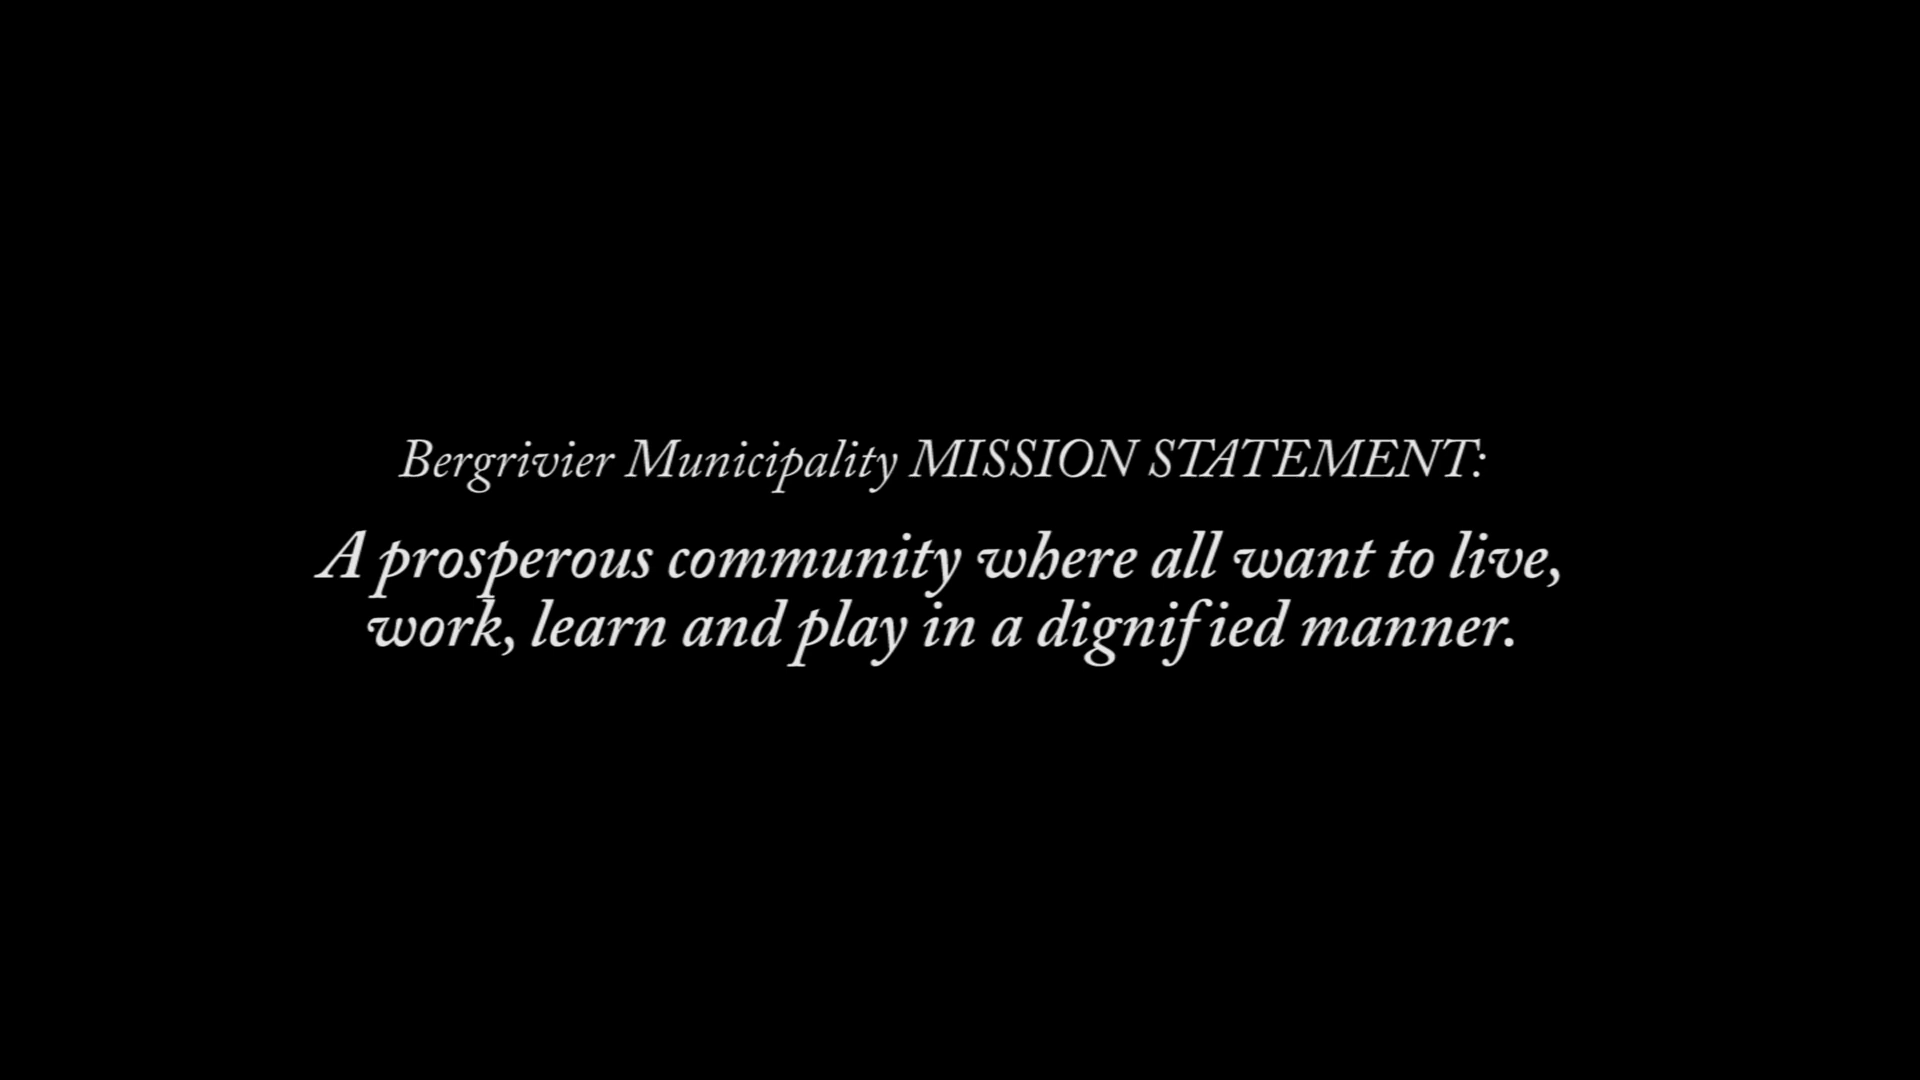 Bergrivier Municipality MISSION STATEMENT:
A prosperous community where all want to live,
work, learn and play in a dignified manner.